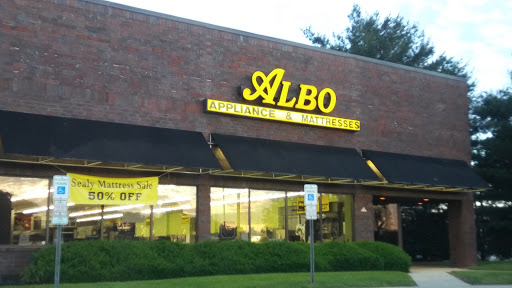 ALBO
APPLIANCE & MATTRESSES
Sealy Mattress Sale
50% OFF